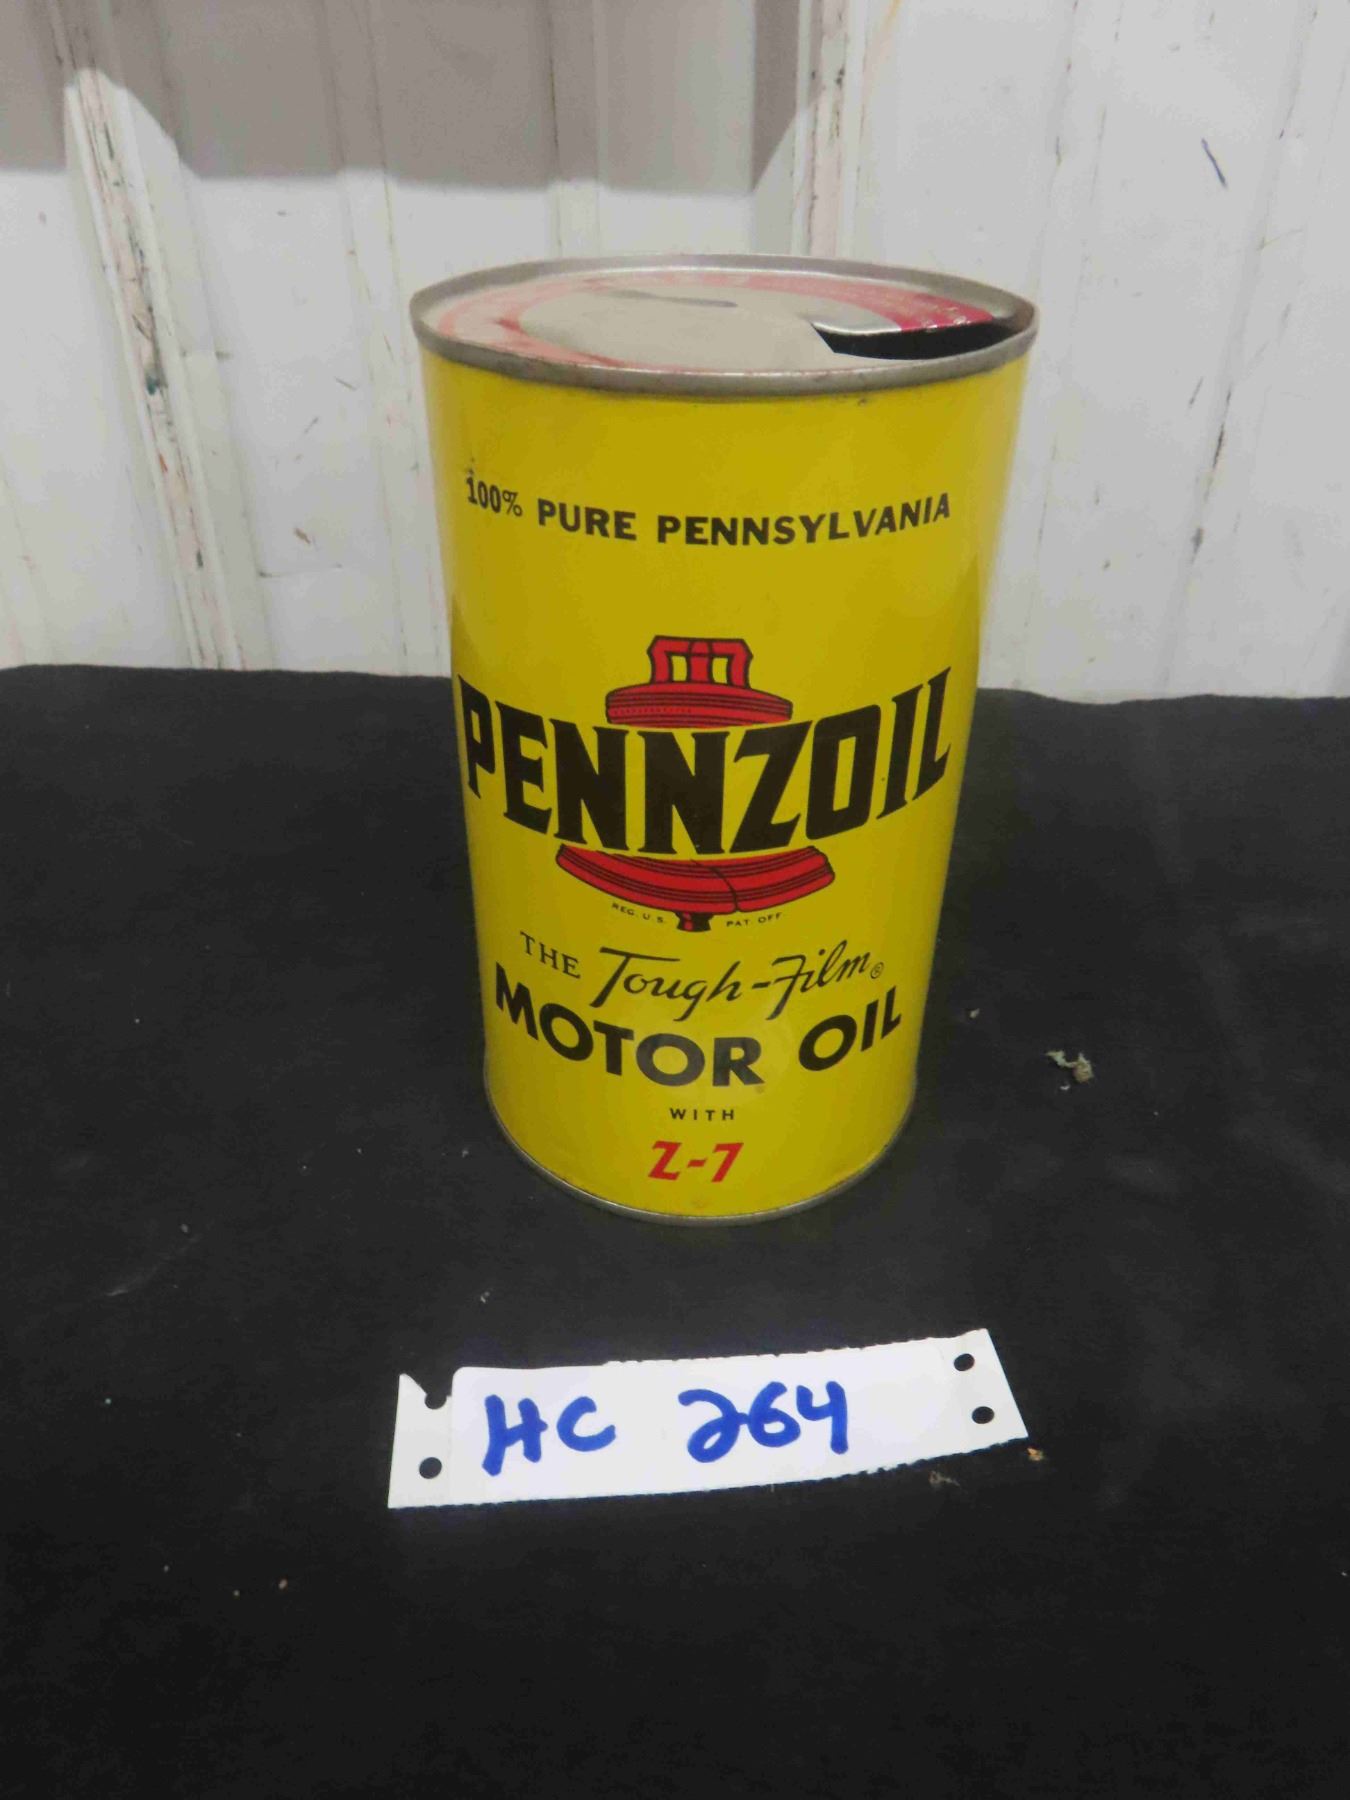 100% PURE PENNSYLVANIA
PENNZOIL
REG. U.S. PAT. OFF
THE Tough-Film®
MOTOR OIL
WITH
Z-7
HC 264